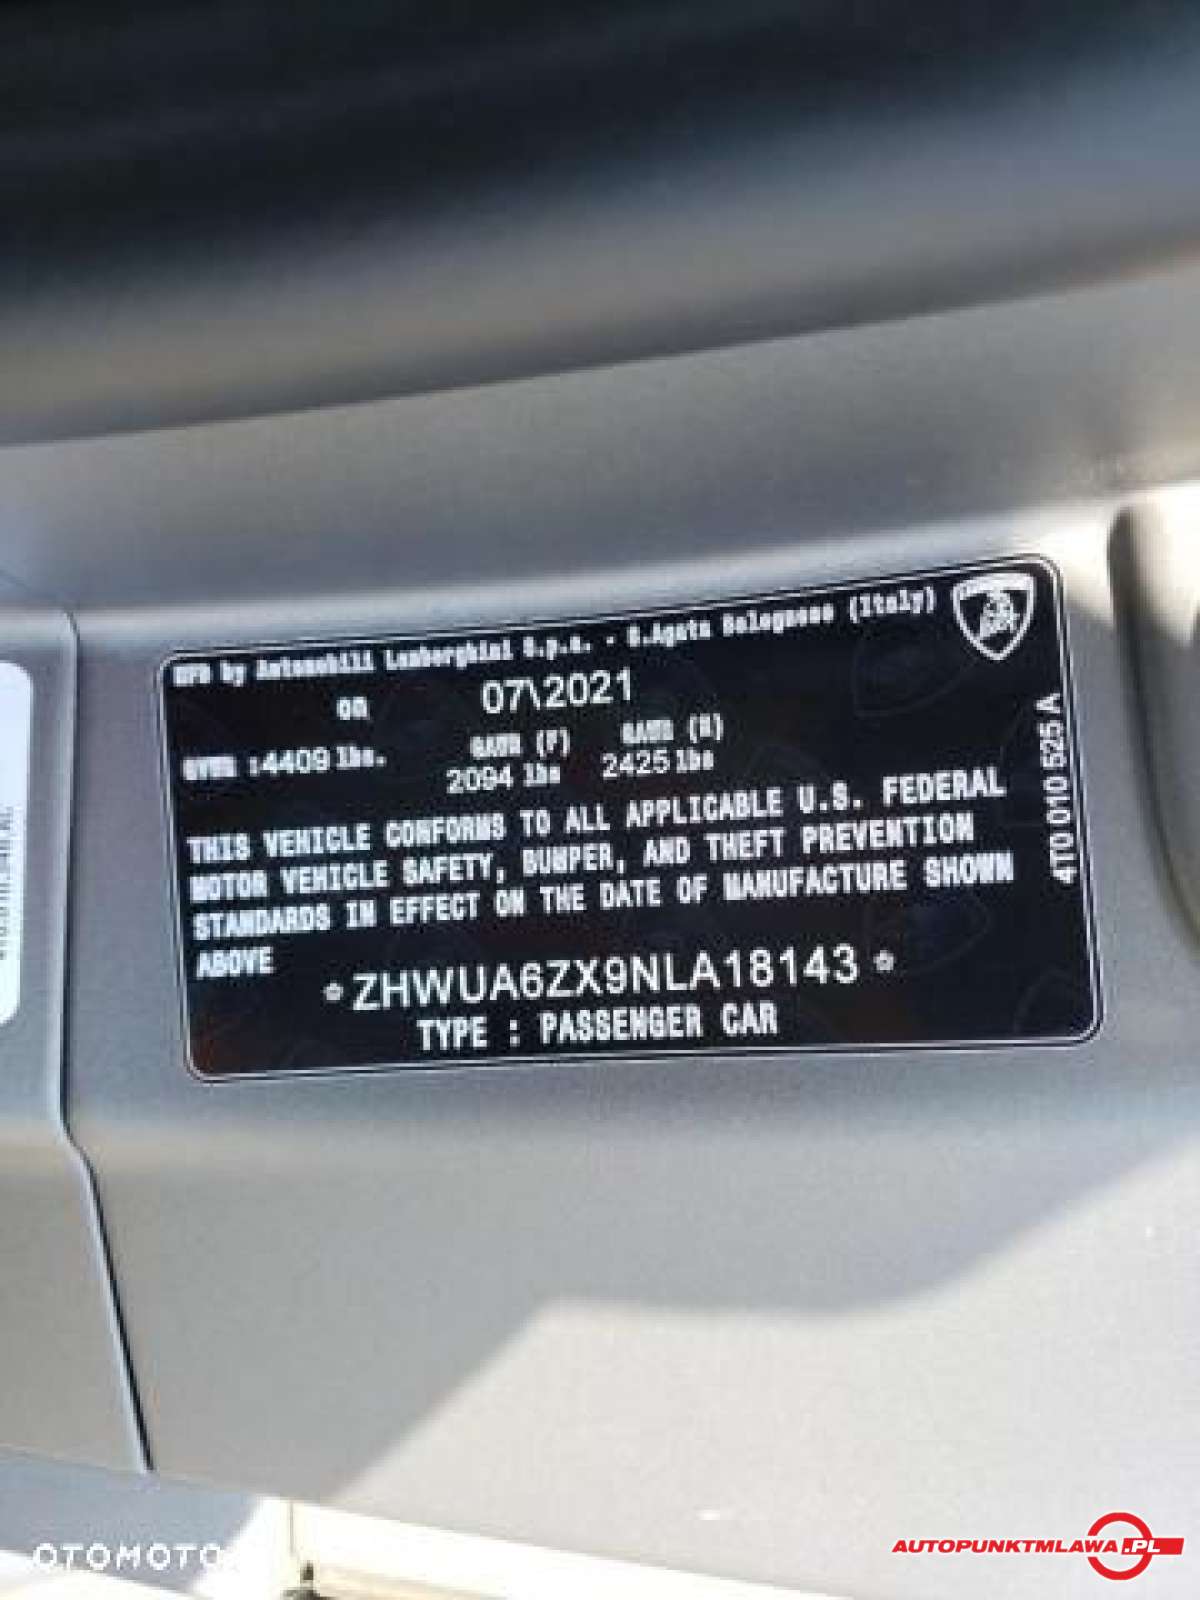 MFD by Automobili Lamborghini S.p.A. - S.Agata Bolognese (Italy)
on 07\2021
GVWR :4409 lbs. GAWR (F) GAWR (R)
2094 lbs 2425 lbs
THIS VEHICLE CONFORMS TO ALL APPLICABLE U.S. FEDERAL
MOTOR VEHICLE SAFETY, BUMPER, AND THEFT PREVENTION
STANDARDS IN EFFECT ON THE DATE OF MANUFACTURE SHOWN
ABOVE
*ZHWUA6ZX9NLA18143*
TYPE : PASSENGER CAR
4T0 010 525 A
OTOMOTO
AUTOPUNKTMLAWA.PL